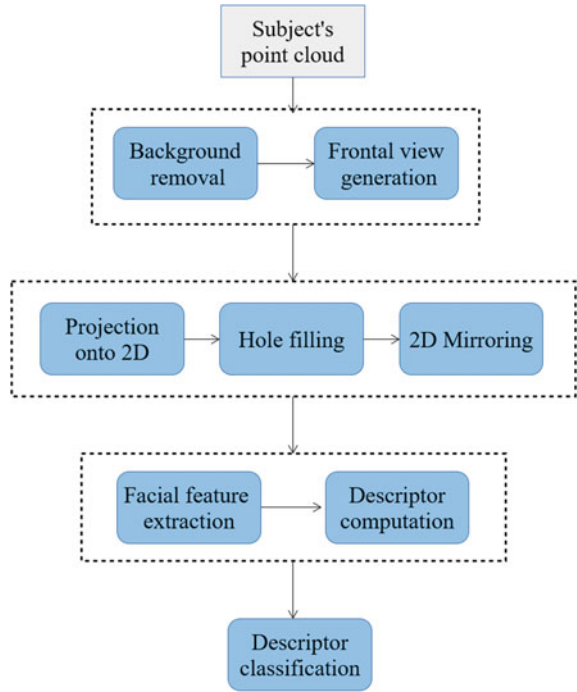 Subject's
point cloud
Background
removal
Frontal view
generation
Projection
onto 2D
Hole filling
2D Mirroring
Facial feature
extraction
Descriptor
computation
Descriptor
classification